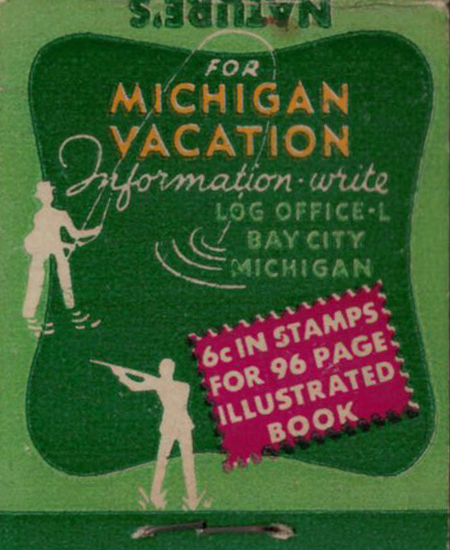 NATURE'S
FOR
MICHIGAN
VACATION
Information-write
LOG OFFICE-L
BAY CITY
MICHIGAN
6c IN STAMPS
FOR 96 PAGE
ILLUSTRATED
BOOK